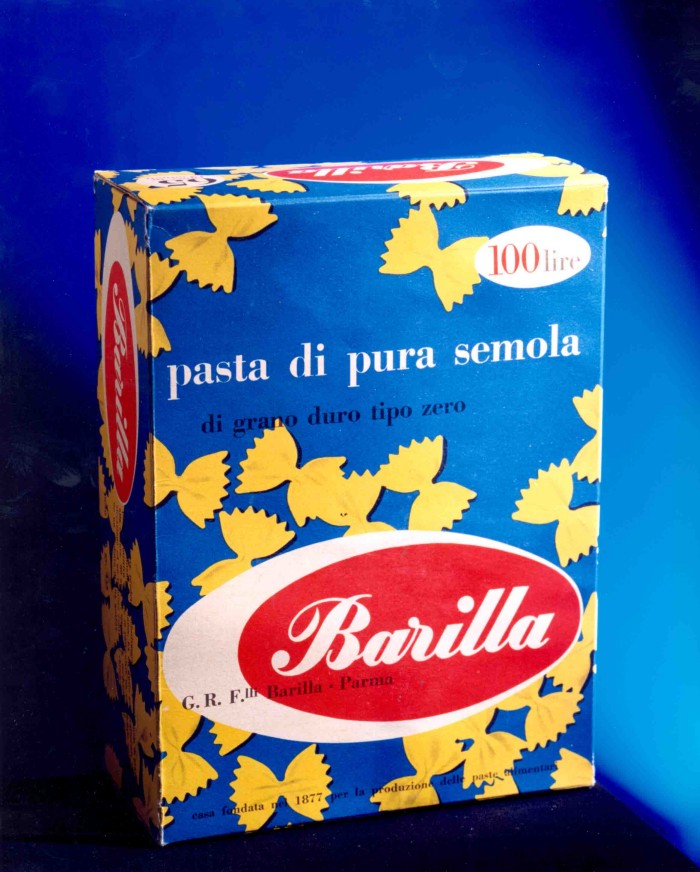 Barilla
100 lire
pasta di pura semola
di grano duro tipo zero
Barilla
Barilla
G. R. F.lli Barilla - Parma
casa fondata nel 1877 per la produzione delle paste alimentari